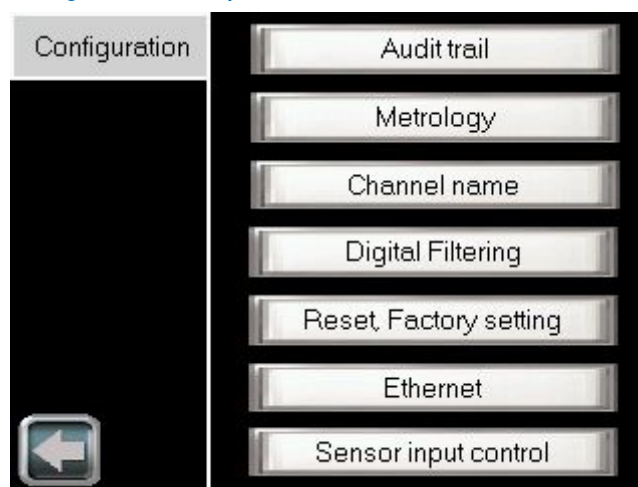 Configuration
Audit trail
Metrology
Channel name
Digital Filtering
Reset, Factory setting
Ethernet
Sensor input control